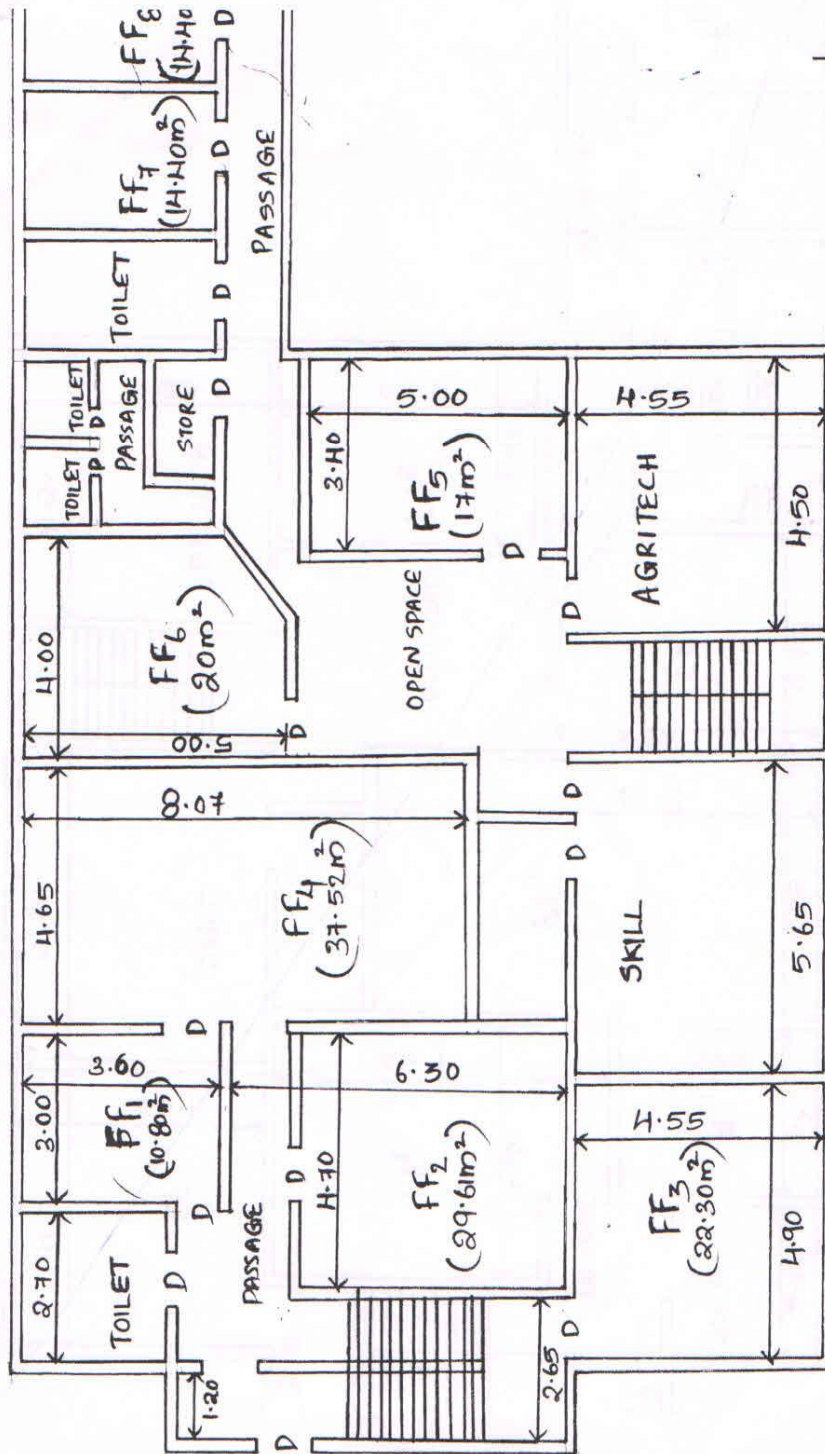 2.70
3.00
4.65
4.00
TOILET
TOILET
TOILET
FF7
(14.40m²)
FF8
(14.40
D
D
PASSAGE
STORE
3.60
FF1
(10.80m²)
8.07
FF4
(37.52m²)
5.00
FF6
(20m²)
TOILET
1.20
D
D
D
D
D
D
D
D
PASSAGE
D
PASSAGE
D
4.70
6.30
FF2
(29.61m²)
OPEN SPACE
3.40
5.00
FF5
(17m²)
D
2.65
D
D
D
D
FF3
(22.30m²)
4.55
SKILL
AGRITECH
4.55
4.90
5.65
4.50